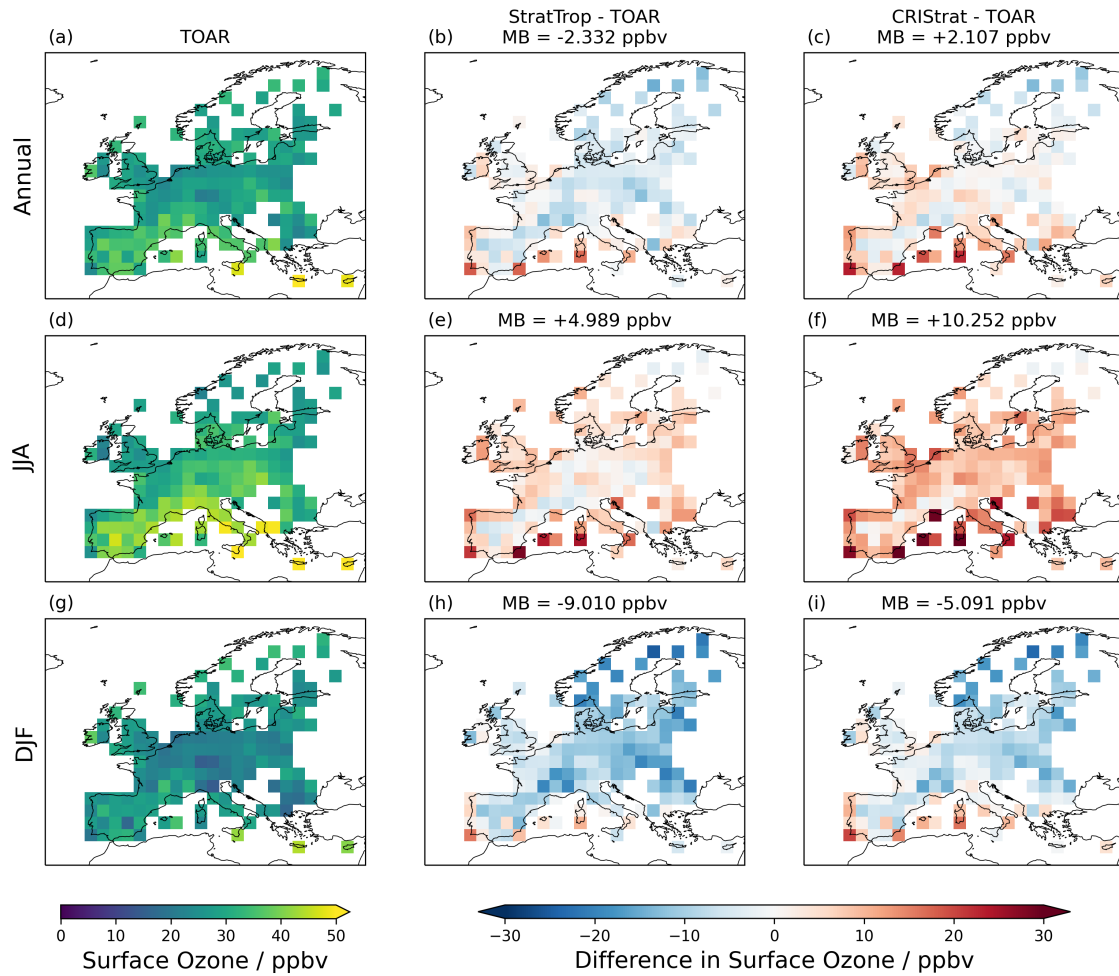 StratTrop - TOAR
CRIStrat - TOAR
(a)
TOAR
(b)
MB = -2.332 ppbv
(c)
MB = +2.107 ppbv
Annual
(d)
(e)
MB = +4.989 ppbv
(f)
MB = +10.252 ppbv
JJA
(g)
(h)
MB = -9.010 ppbv
(i)
MB = -5.091 ppbv
DJF
0 10 20 30 40 50
Surface Ozone / ppbv
−30 −20 −10 0 10 20 30
Difference in Surface Ozone / ppbv